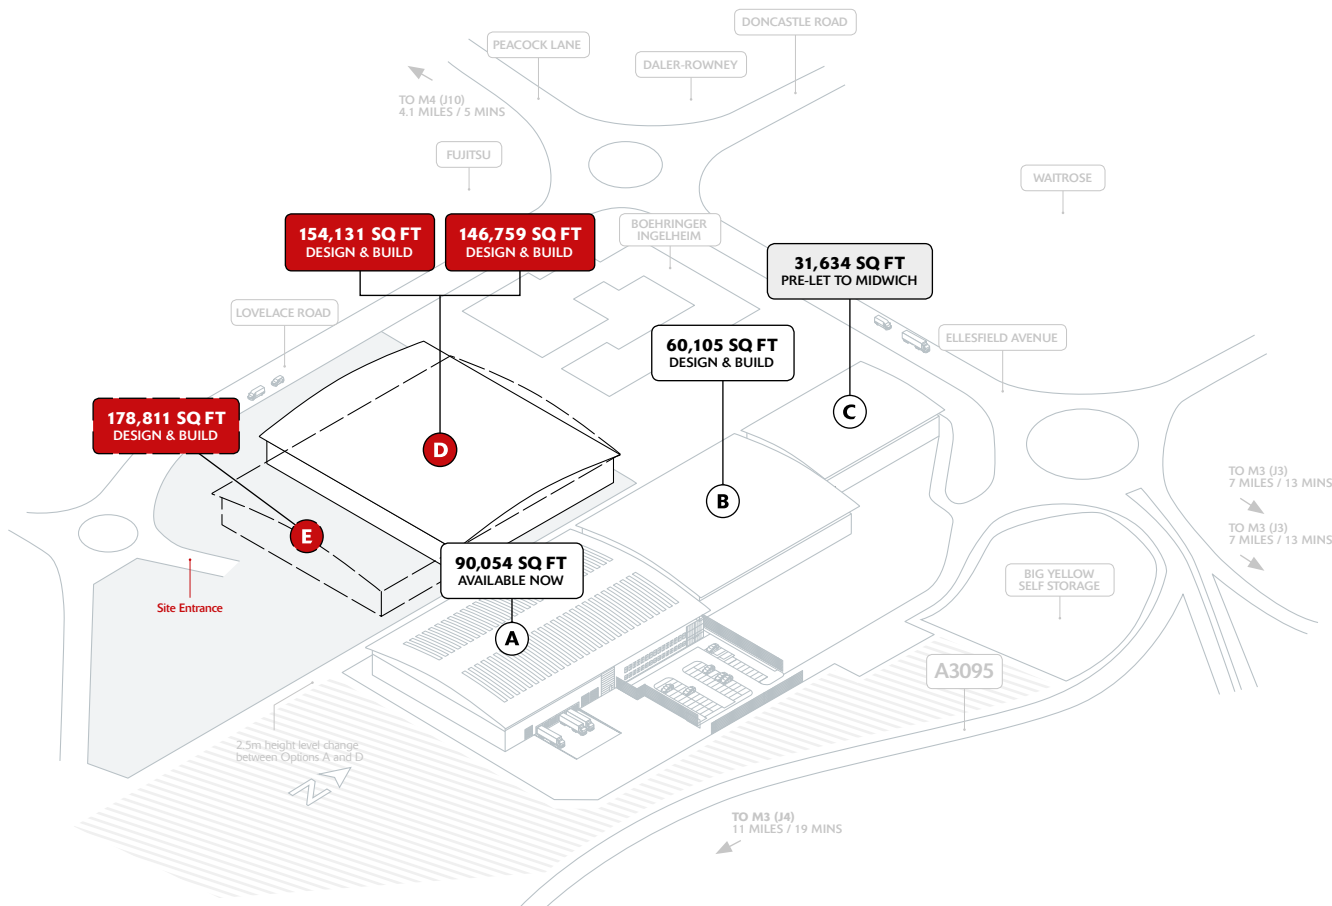 DONCASTLE ROAD
PEACOCK LANE
DALER-ROWNEY
TO M4 (J10)
4.1 MILES / 5 MINS
FUJITSU
WAITROSE
154,131 SQ FT
DESIGN & BUILD
146,759 SQ FT
DESIGN & BUILD
BOEHRINGER
INGELHEIM
31,634 SQ FT
PRE-LET TO MIDWICH
LOVELACE ROAD
60,105 SQ FT
DESIGN & BUILD
ELLESFIELD AVENUE
178,811 SQ FT
DESIGN & BUILD
C
D
B
TO M3 (J3)
7 MILES / 13 MINS
TO M3 (J3)
7 MILES / 13 MINS
E
90,054 SQ FT
AVAILABLE NOW
BIG YELLOW
SELF STORAGE
Site Entrance
A
A3095
2.5m height level change
between Options A and D
N
TO M3 (J4)
11 MILES / 19 MINS